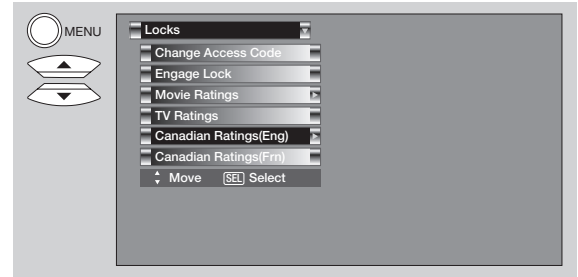 MENU
Locks
Change Access Code
Engage Lock
Movie Ratings
TV Ratings
Canadian Ratings(Eng)
Canadian Ratings(Frn)
Move SEL Select